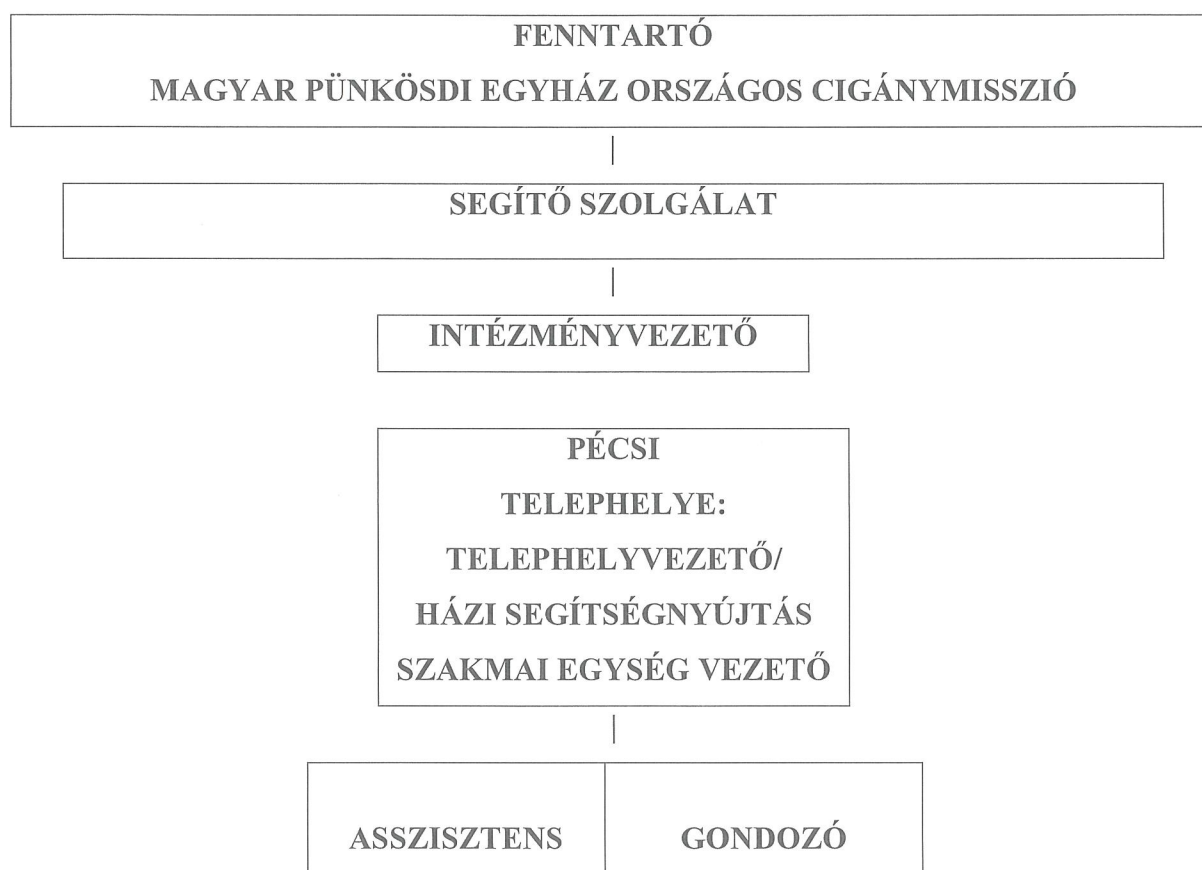 FENNTARTÓ
MAGYAR PÜNKÖSDI EGYHÁZ ORSZÁGOS CIGÁNYMISSZIÓ
SEGÍTŐ SZOLGÁLAT
INTÉZMÉNYVEZETŐ
PÉCSI
TELEPHELYE:
TELEPHELYVEZETŐ/
HÁZI SEGÍTSÉGNYÚJTÁS
SZAKMAI EGYSÉG VEZETŐ
ASSZISZTENS GONDOZÓ